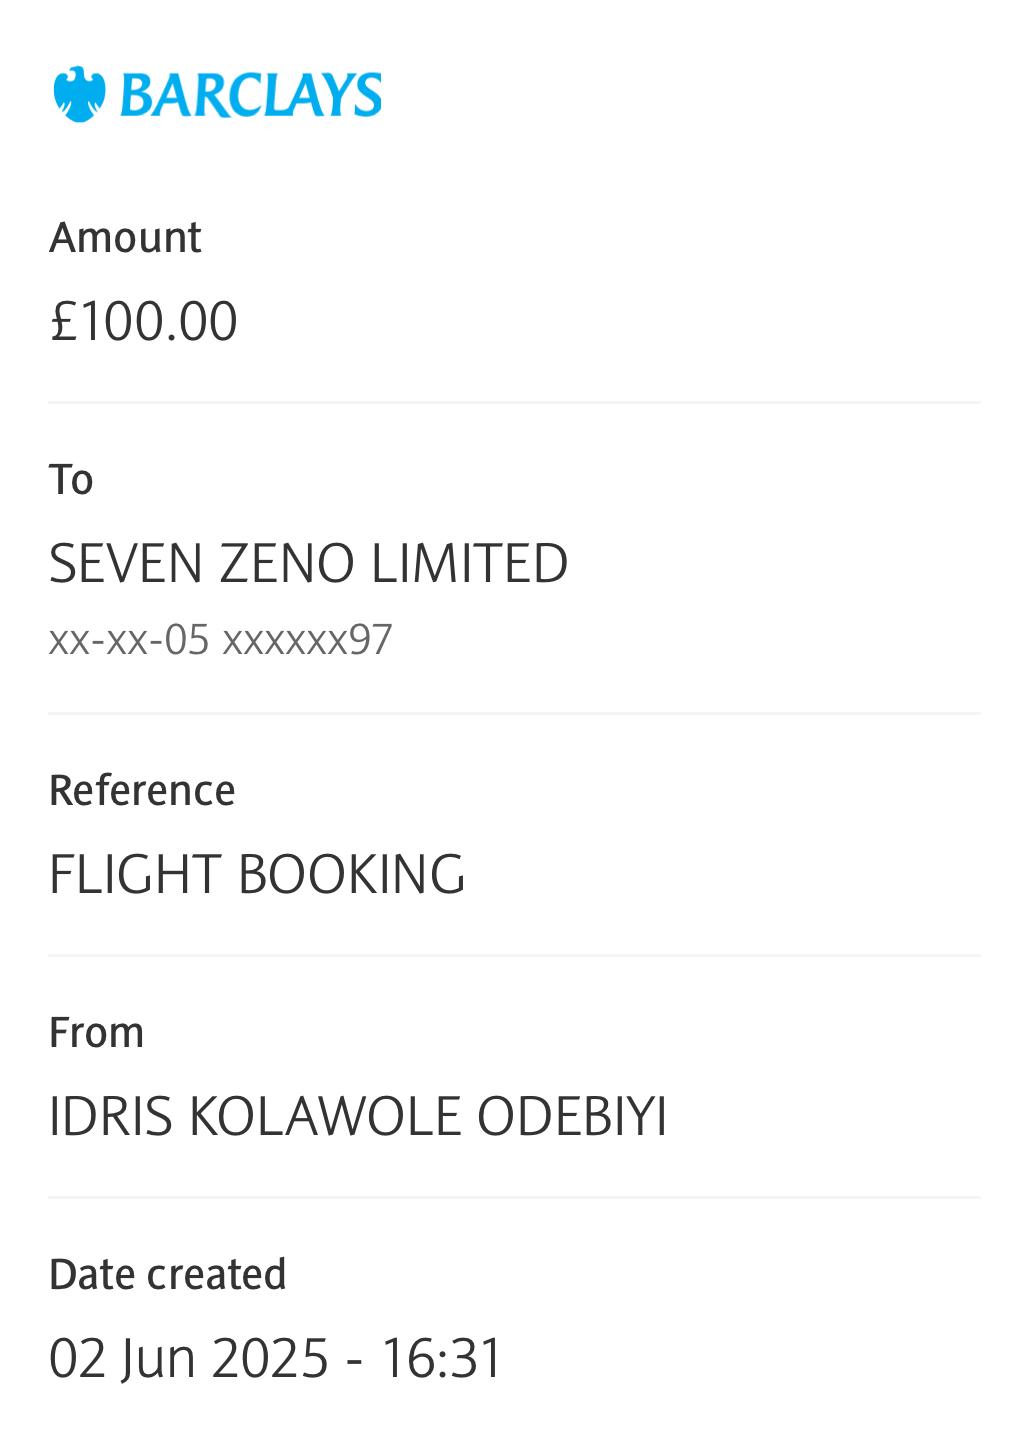 BARCLAYS
Amount
£100.00
To
SEVEN ZENO LIMITED
xx-xx-05 xxxxxx97
Reference
FLIGHT BOOKING
From
IDRIS KOLAWOLE ODEBIYI
Date created
02 Jun 2025 - 16:31